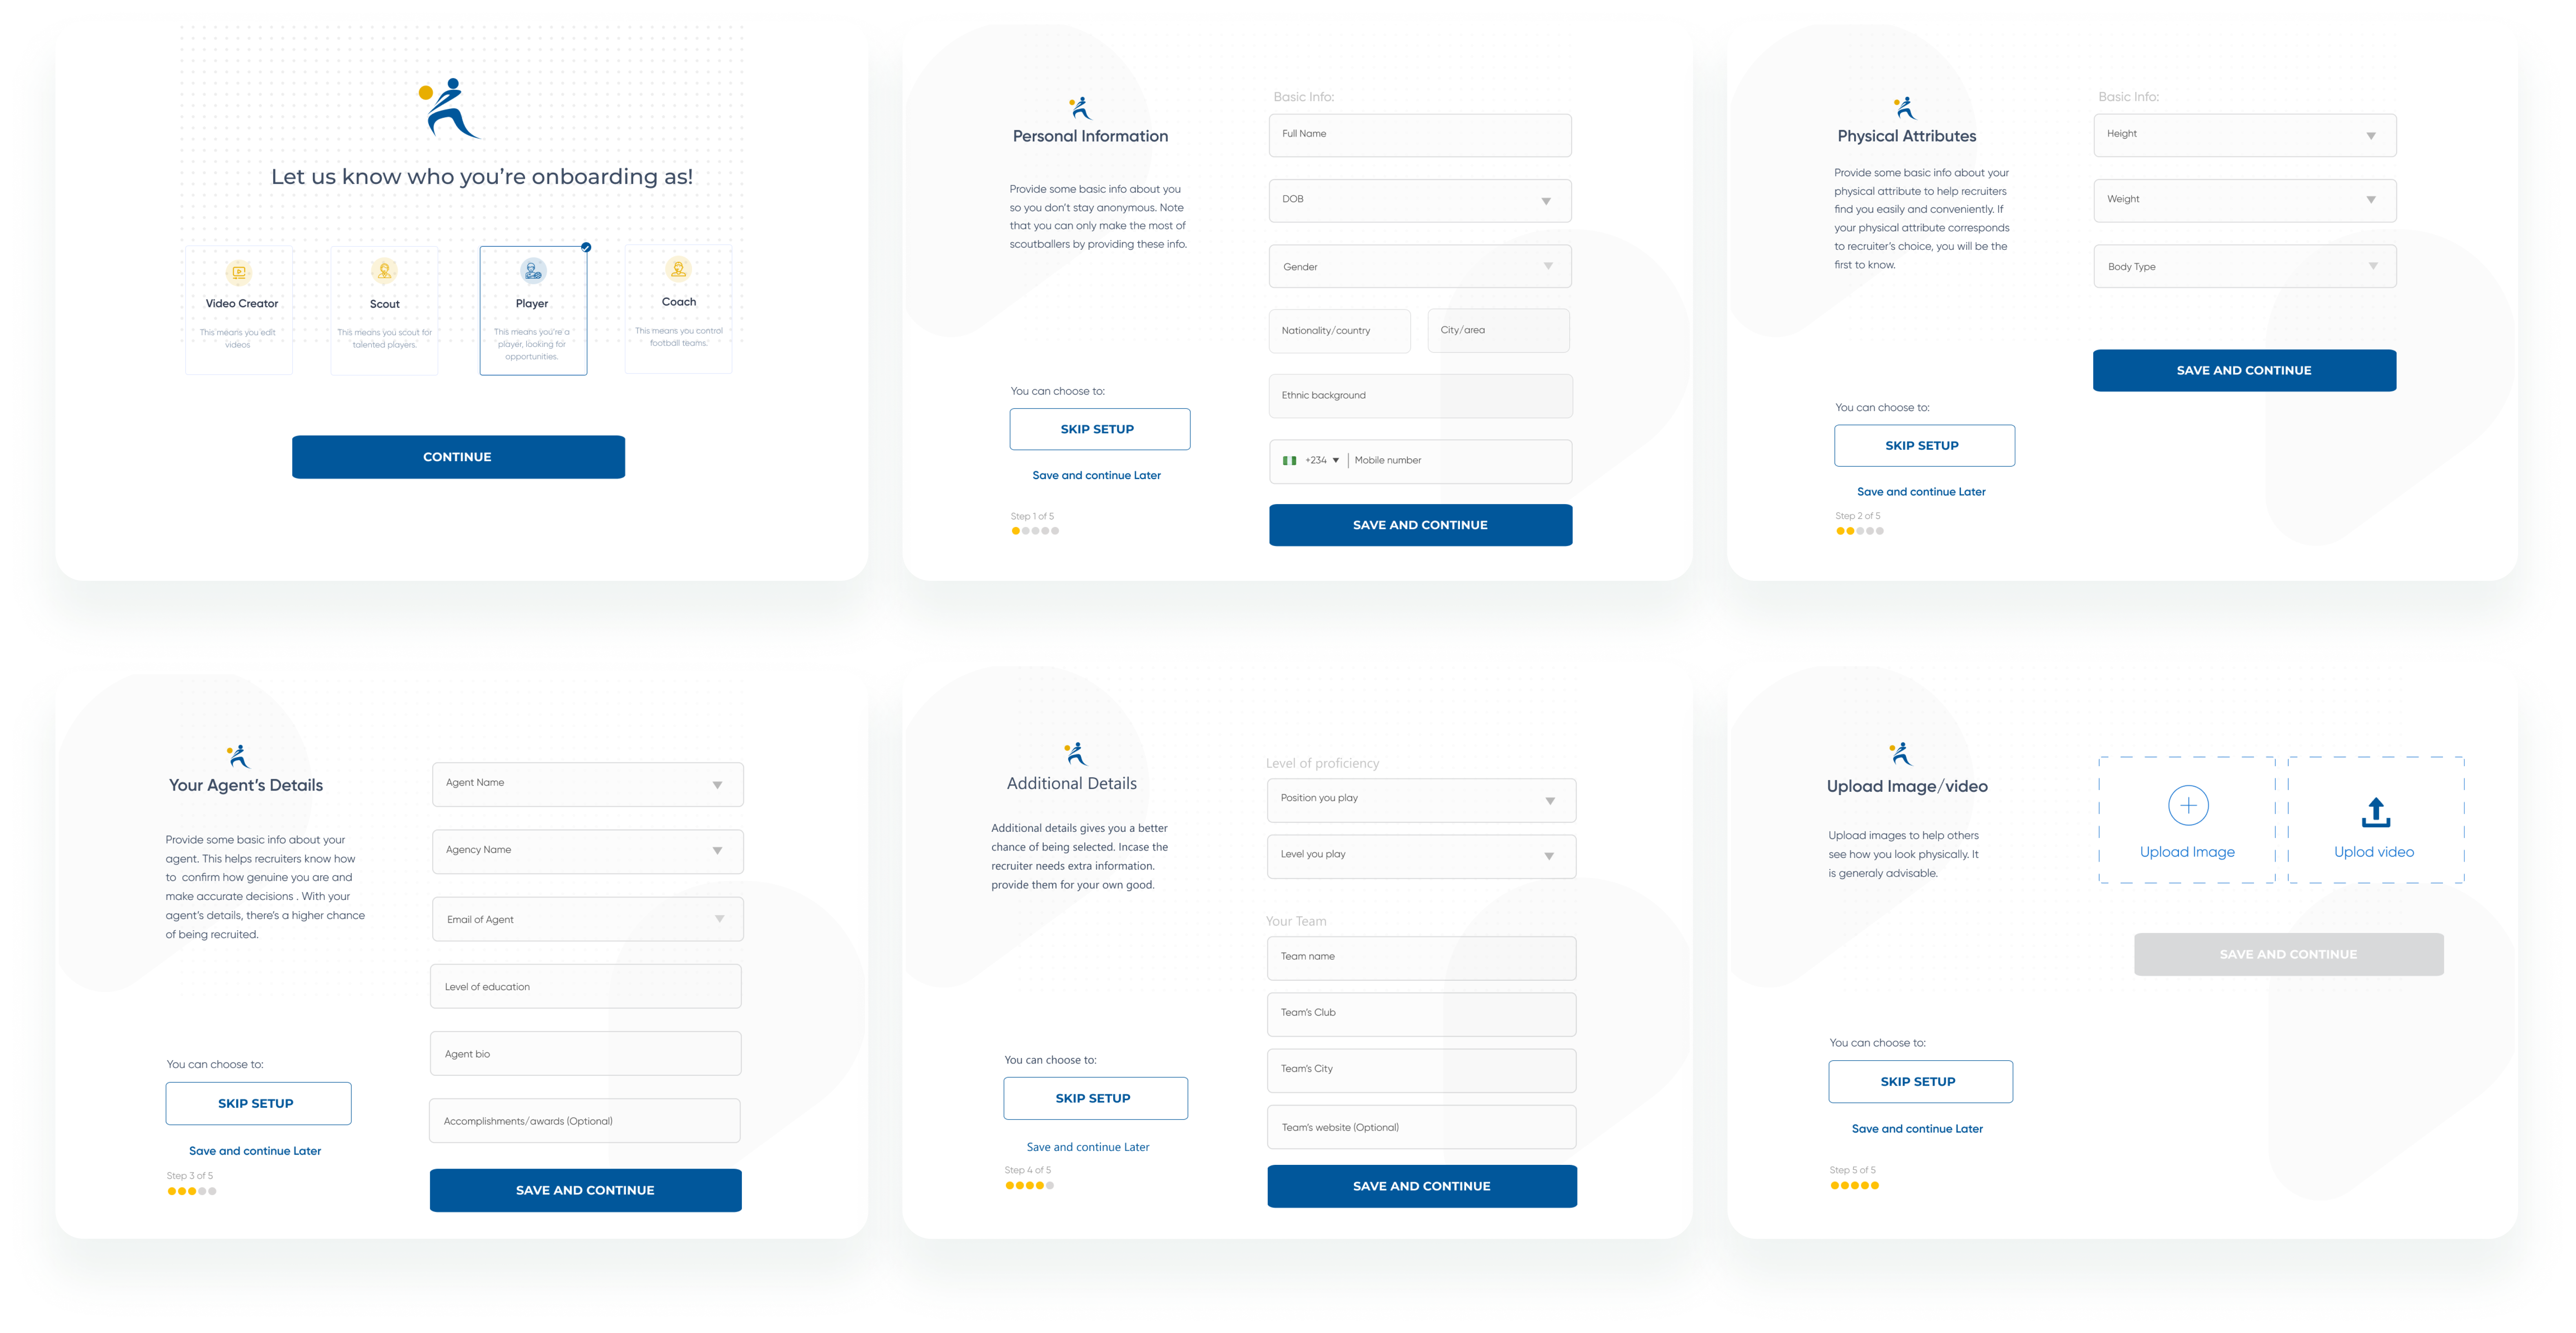 Let us know who you’re onboarding as!
Video Creator
This means you edit
videos
Scout
This means you scout for
talented players.
Player
This means you’re a
player, looking for
opportunities.
Coach
This means you control
football teams.
CONTINUE
Personal Information
Provide some basic info about you
so you don’t stay anonymous. Note
that you can only make the most of
scoutballers by providing these info.
You can choose to:
SKIP SETUP
Save and continue Later
Step 1 of 5
Basic Info:
Full Name
DOB
Gender
Nationality/country
City/area
Ethnic background
+234
Mobile number
SAVE AND CONTINUE
Physical Attributes
Provide some basic info about your
physical attribute to help recruiters
find you easily and conveniently. If
your physical attribute corresponds
to recruiter’s choice, you will be the
first to know.
You can choose to:
SKIP SETUP
Save and continue Later
Step 2 of 5
Basic Info:
Height
Weight
Body Type
SAVE AND CONTINUE
Your Agent’s Details
Provide some basic info about your
agent. This helps recruiters know how
to confirm how genuine you are and
make accurate decisions . With your
agent’s details, there’s a higher chance
of being recruited.
You can choose to:
SKIP SETUP
Save and continue Later
Step 3 of 5
Agent Name
Agency Name
Email of Agent
Level of education
Agent bio
Accomplishments/awards (Optional)
SAVE AND CONTINUE
Additional Details
Additional details gives you a better
chance of being selected. Incase the
recruiter needs extra information.
provide them for your own good.
You can choose to:
SKIP SETUP
Save and continue Later
Step 4 of 5
Level of proficiency
Position you play
Level you play
Your Team
Team name
Team’s Club
Team’s City
Team’s website (Optional)
SAVE AND CONTINUE
Upload Image/video
Upload images to help others
see how you look physically. It
is generaly advisable.
You can choose to:
SKIP SETUP
Save and continue Later
Step 5 of 5
Upload Image
Uplod video
SAVE AND CONTINUE